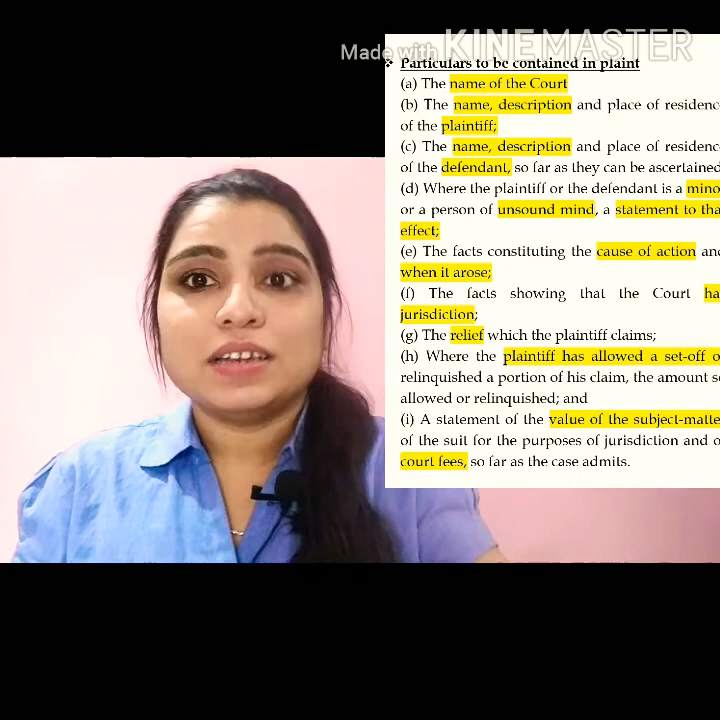 Made with KINEMASTER
❖ Particulars to be contained in plaint
(a) The name of the Court
(b) The name, description and place of residenc
of the plaintiff;
(c) The name, description and place of residenc
of the defendant, so far as they can be ascertained
(d) Where the plaintiff or the defendant is a mino
or a person of unsound mind, a statement to tha
effect;
(e) The facts constituting the cause of action and
when it arose;
(f) The facts showing that the Court ha
jurisdiction;
(g) The relief which the plaintiff claims;
(h) Where the plaintiff has allowed a set-off o
relinquished a portion of his claim, the amount s
allowed or relinquished; and
(i) A statement of the value of the subject-matte
of the suit for the purposes of jurisdiction and o
court fees, so far as the case admits.